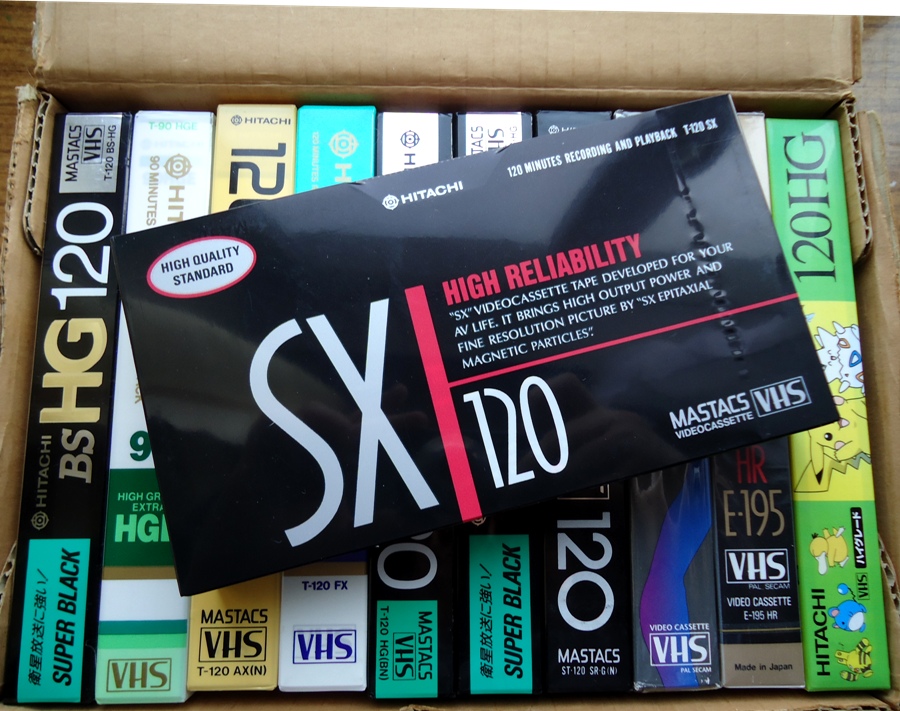 HITACHI
120 MINUTES RECORDING AND PLAYBACK T-120 SX
HIGH QUALITY
STANDARD
HIGH RELIABILITY
"SX" VIDEOCASSETTE TAPE DEVELOPED FOR YOUR
AV LIFE. IT BRINGS HIGH OUTPUT POWER AND
FINE RESOLUTION PICTURE BY "SX EPITAXIAL
MAGNETIC PARTICLES".
SX
120
MASTACS
VIDEOCASSETTE
VHS
MASTACS
VHS
T-120 BS-HG
HG120
BS
HITACHI
衛星放送に強い
SUPER BLACK
T-90 NGE
90 MINUTES
HGE
VHS
HITACHI
120
MASTACS
VHS
T-120 AX(N)
T-120 FX
VHS
MASTACS
VHS
T-120 HG(BN)
MASTACS
VHS
衛星放送に強い
SUPER BLACK
120
MASTACS
ST-120 SR-G(N)
VIDEO CASSETTE
VHS
PAL SECAM
HR
E-195
VHS
PAL SECAM
VIDEO CASSETTE
E-195 HR
Made in Japan
120HG
ハイグレード
VHS
HITACHI